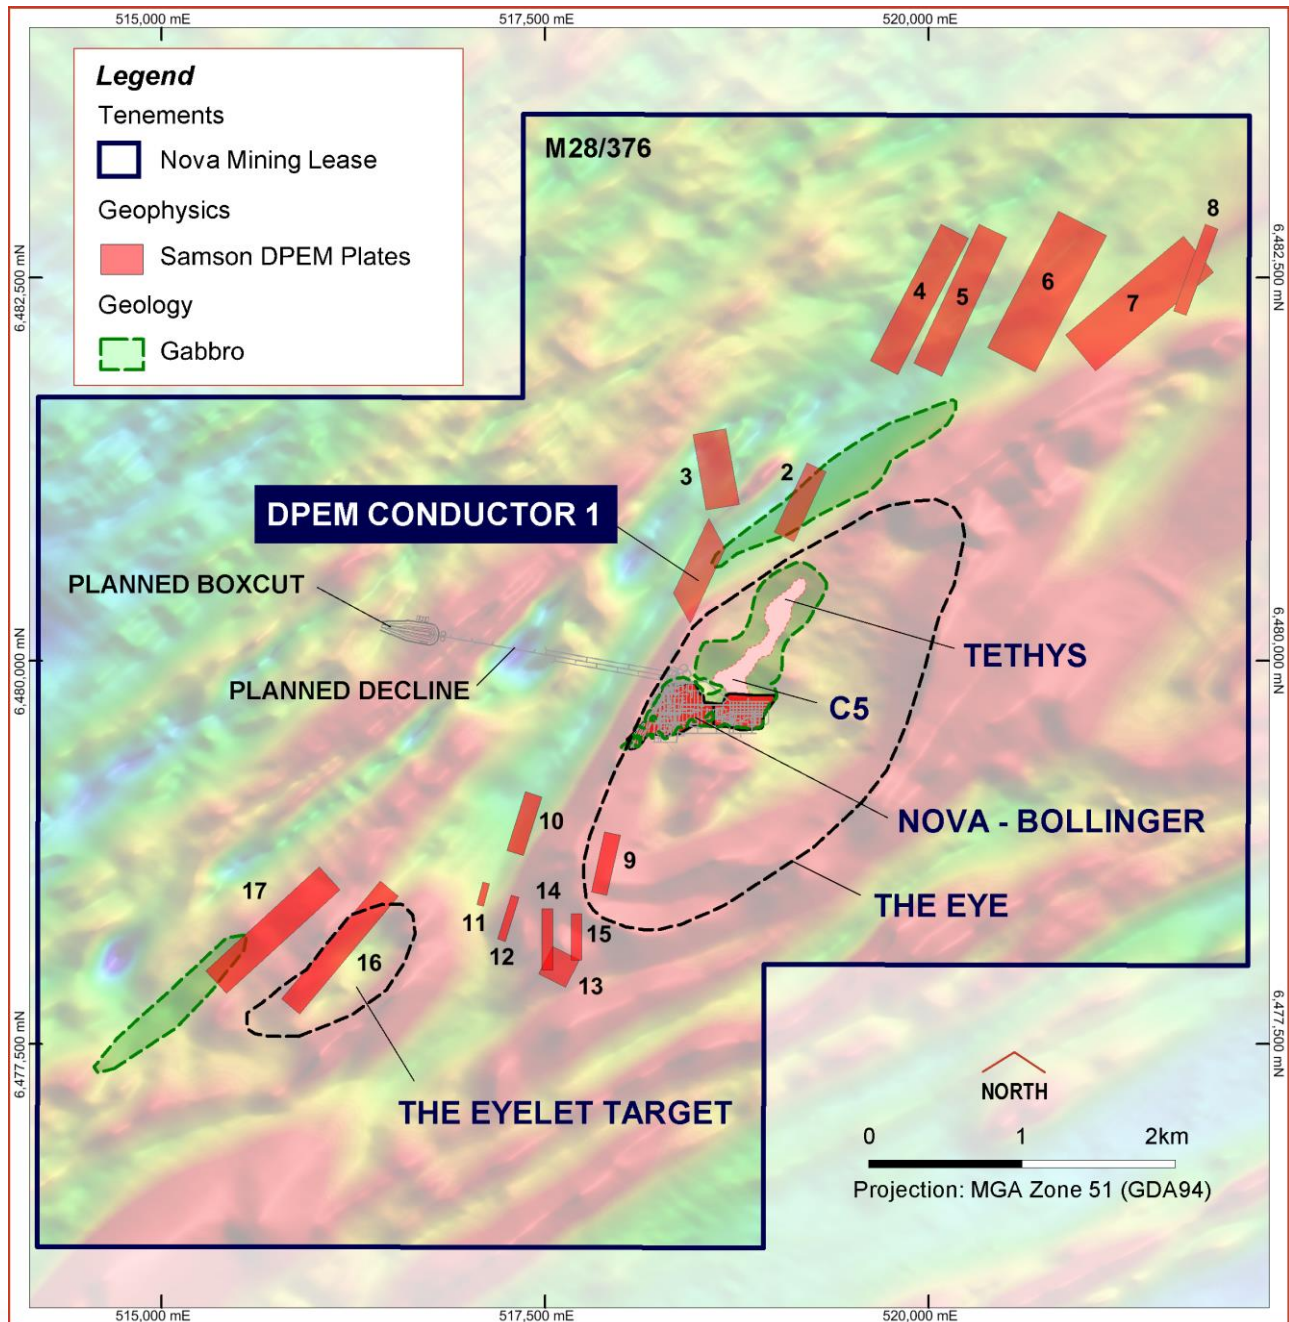 515,000 mE
517,500 mE
520,000 mE
Legend
Tenements
Nova Mining Lease
Geophysics
Samson DPEM Plates
Geology
Gabbro
M28/376
8
6,482,500 mN
6,482,500 mN
4
5
6
7
3
2
DPEM CONDUCTOR 1
PLANNED BOXCUT
TETHYS
6,480,000 mN
6,480,000 mN
PLANNED DECLINE
C5
NOVA - BOLLINGER
10
9
17
14
THE EYE
11
15
12
16
13
6,477,500 mN
6,477,500 mN
NORTH
THE EYELET TARGET
0 1 2km
Projection: MGA Zone 51 (GDA94)
515,000 mE
517,500 mE
520,000 mE